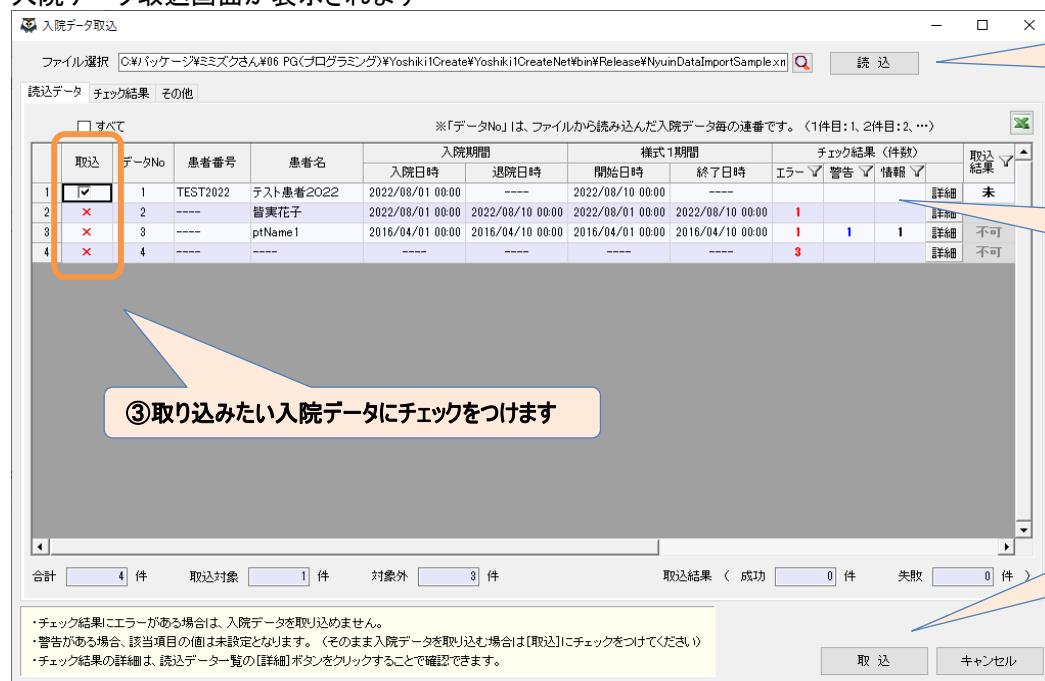 入院データ取込画面が表示されます
入院データ取込
ファイル選択 C:¥パッケージ¥ミミズクさん¥06 PG(プログラミング)¥Yoshiki1Create¥Yoshiki1CreateNet¥bin¥Release¥NyuinDataImportSample.xm 読 込
読込データ チェック結果 その他
すべて ※「データNo」は、ファイルから読み込んだ入院データ毎の連番です。(1件目:1、2件目:2、…)
取込 データNo 患者番号 患者名 入院期間 様式1期間 チェック結果(件数) 取込結果
入院日時 退院日時 開始日時 終了日時 エラー 警告 情報
1 1 TEST2022 テスト患者2022 2022/08/01 00:00 ---- 2022/08/10 00:00 ---- 詳細 未
2 × 2 ---- 皆実花子 2022/08/01 00:00 2022/08/10 00:00 2022/08/01 00:00 2022/08/10 00:00 1 詳細
3 × 3 ---- ptName1 2016/04/01 00:00 2016/04/10 00:00 2016/04/01 00:00 2016/04/10 00:00 1 1 1 詳細 不可
4 × 4 ---- ---- ---- ---- ---- ---- 3 詳細 不可
③取り込みたい入院データにチェックをつけます
合計 4 件 取込対象 1 件 対象外 3 件 取込結果 ( 成功 0 件 失敗 0 件 )
・チェック結果にエラーがある場合は、入院データを取り込めません。
・警告がある場合、該当項目の値は未設定となります。(そのまま入院データを取り込む場合は[取込]にチェックをつけてください)
・チェック結果の詳細は、読込データ一覧の[詳細]ボタンをクリックすることで確認できます。
取 込 キャンセル